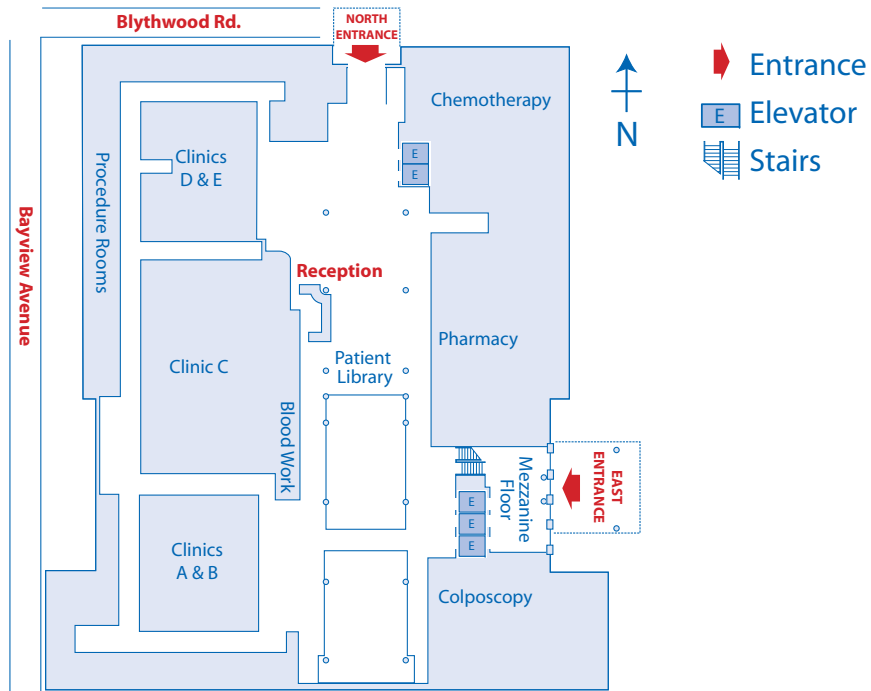 Blythwood Rd.
NORTH
ENTRANCE
Entrance
Chemotherapy
E
Elevator
N
E
E
Clinics
D & E
Stairs
Procedure Rooms
Bayview Avenue
Reception
Pharmacy
Patient
Library
Clinic C
Blood Work
Mezzanine
Floor
EAST
ENTRANCE
E
E
E
Clinics
A & B
Colposcopy